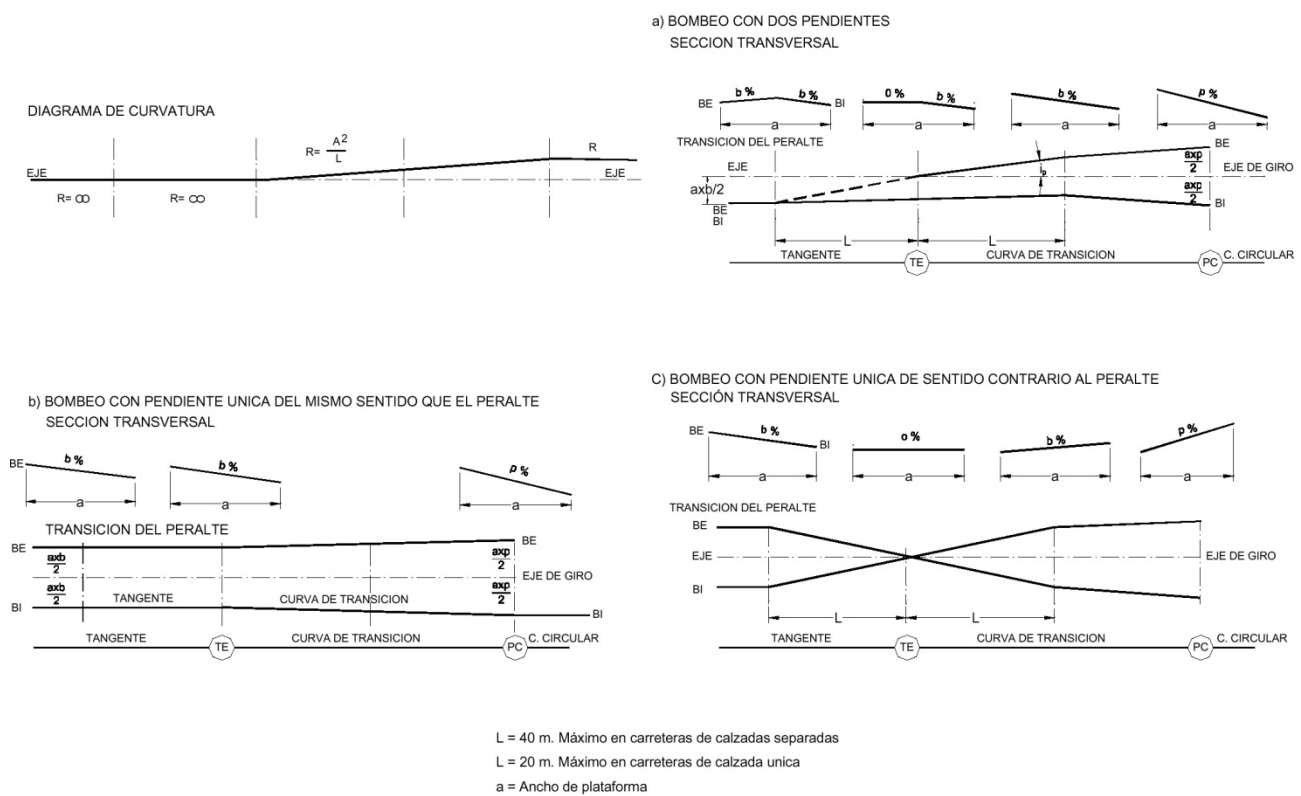 DIAGRAMA DE CURVATURA
R= A²/L
R
EJE
EJE
R= ∞
R= ∞
a) BOMBEO CON DOS PENDIENTES
SECCION TRANSVERSAL
b %
b %
0 %
b %
b %
p %
BE
BI
a
a
a
a
TRANSICION DEL PERALTE
BE
EJE
axp/2
EJE DE GIRO
axb/2
axp/2
BI
BE
BI
L
L
TANGENTE
TE
CURVA DE TRANSICION
PC
C. CIRCULAR
b) BOMBEO CON PENDIENTE UNICA DEL MISMO SENTIDO QUE EL PERALTE
SECCION TRANSVERSAL
BE
b %
b %
p %
a
a
a
TRANSICION DEL PERALTE
BE
BE
axb/2
axp/2
EJE DE GIRO
axb/2
axp/2
BI
TANGENTE
CURVA DE TRANSICION
BI
TANGENTE
TE
CURVA DE TRANSICION
PC
C. CIRCULAR
C) BOMBEO CON PENDIENTE UNICA DE SENTIDO CONTRARIO AL PERALTE
SECCIÓN TRANSVERSAL
BE
b %
BI
o %
b %
p %
a
a
a
a
TRANSICION DEL PERALTE
BE
EJE
EJE DE GIRO
BI
L
L
TANGENTE
TE
CURVA DE TRANSICION
PC
C. CIRCULAR
L = 40 m. Máximo en carreteras de calzadas separadas
L = 20 m. Máximo en carreteras de calzada unica
a = Ancho de plataforma